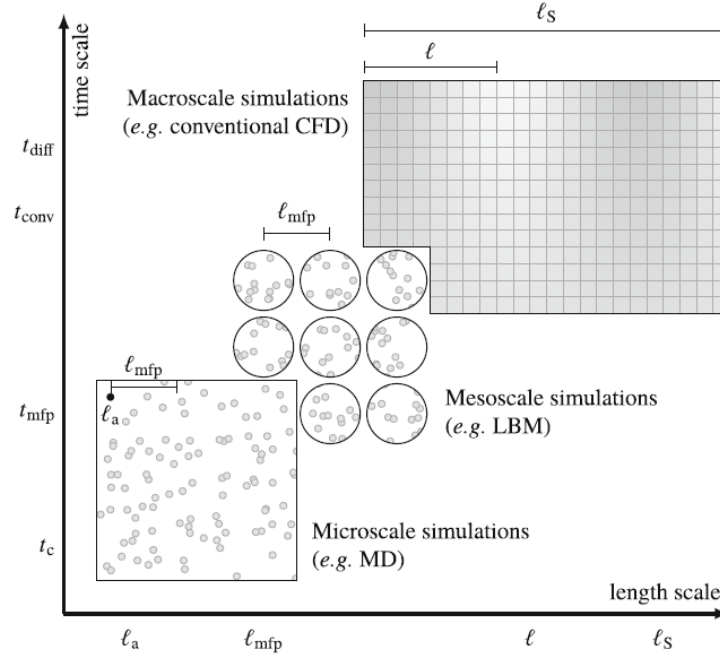 ℓS
ℓ
time scale
Macroscale simulations
(e.g. conventional CFD)
tdiff
tconv
ℓmfp
ℓmfp
ℓa
tmfp
Mesoscale simulations
(e.g. LBM)
Microscale simulations
(e.g. MD)
tc
length scale
ℓa
ℓmfp
ℓ
ℓS